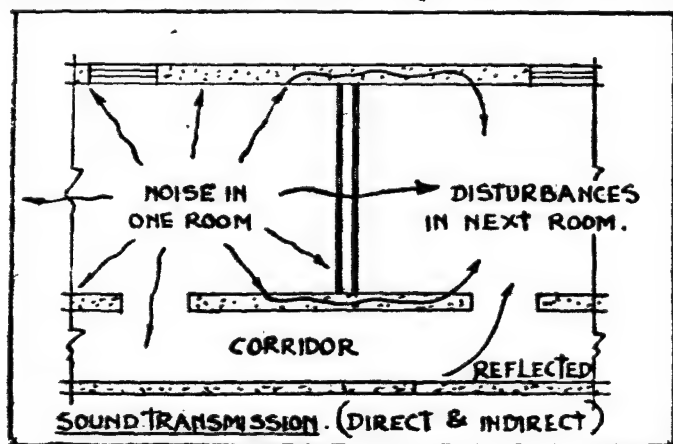 NOISE IN
ONE ROOM
DISTURBANCES
IN NEXT ROOM.
CORRIDOR
REFLECTED
SOUND TRANSMISSION. (DIRECT & INDIRECT)